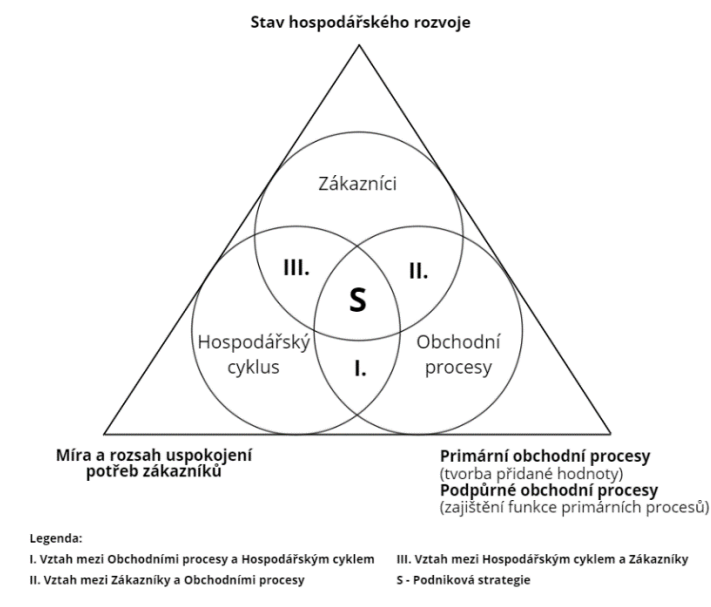 Stav hospodářského rozvoje
Zákazníci
III.
II.
S
Hospodářský
cyklus
Obchodní
procesy
I.
Míra a rozsah uspokojení
potřeb zákazníků
Primární obchodní procesy
(tvorba přidané hodnoty)
Podpůrné obchodní procesy
(zajištění funkce primárních procesů)
Legenda:
I. Vztah mezi Obchodními procesy a Hospodářským cyklem
II. Vztah mezi Zákazníky a Obchodními procesy
III. Vztah mezi Hospodářským cyklem a Zákazníky
S - Podniková strategie